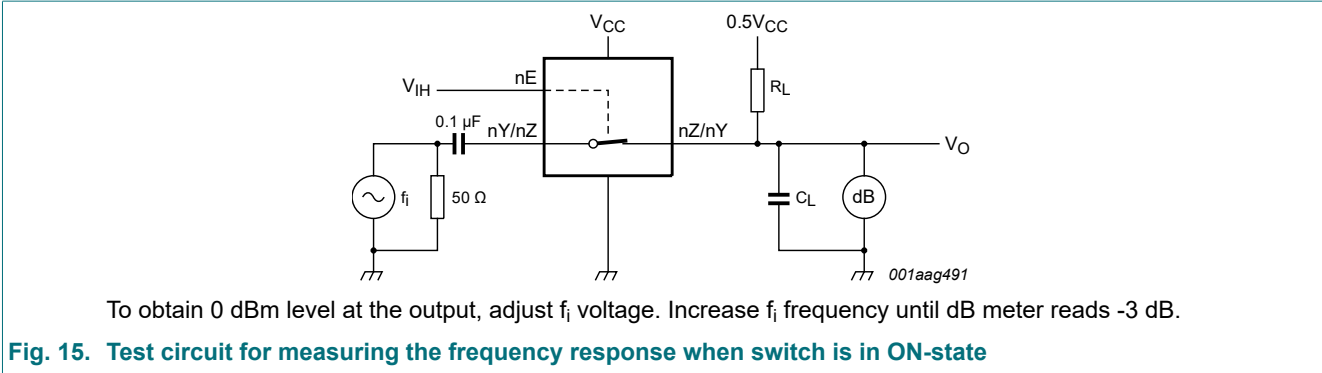 VCC
0.5VCC
nE
VIH
RL
0.1 µF
nY/nZ
nZ/nY
VO
fi
50 Ω
CL
dB
001aag491
To obtain 0 dBm level at the output, adjust fi voltage. Increase fi frequency until dB meter reads -3 dB.
Fig. 15. Test circuit for measuring the frequency response when switch is in ON-state